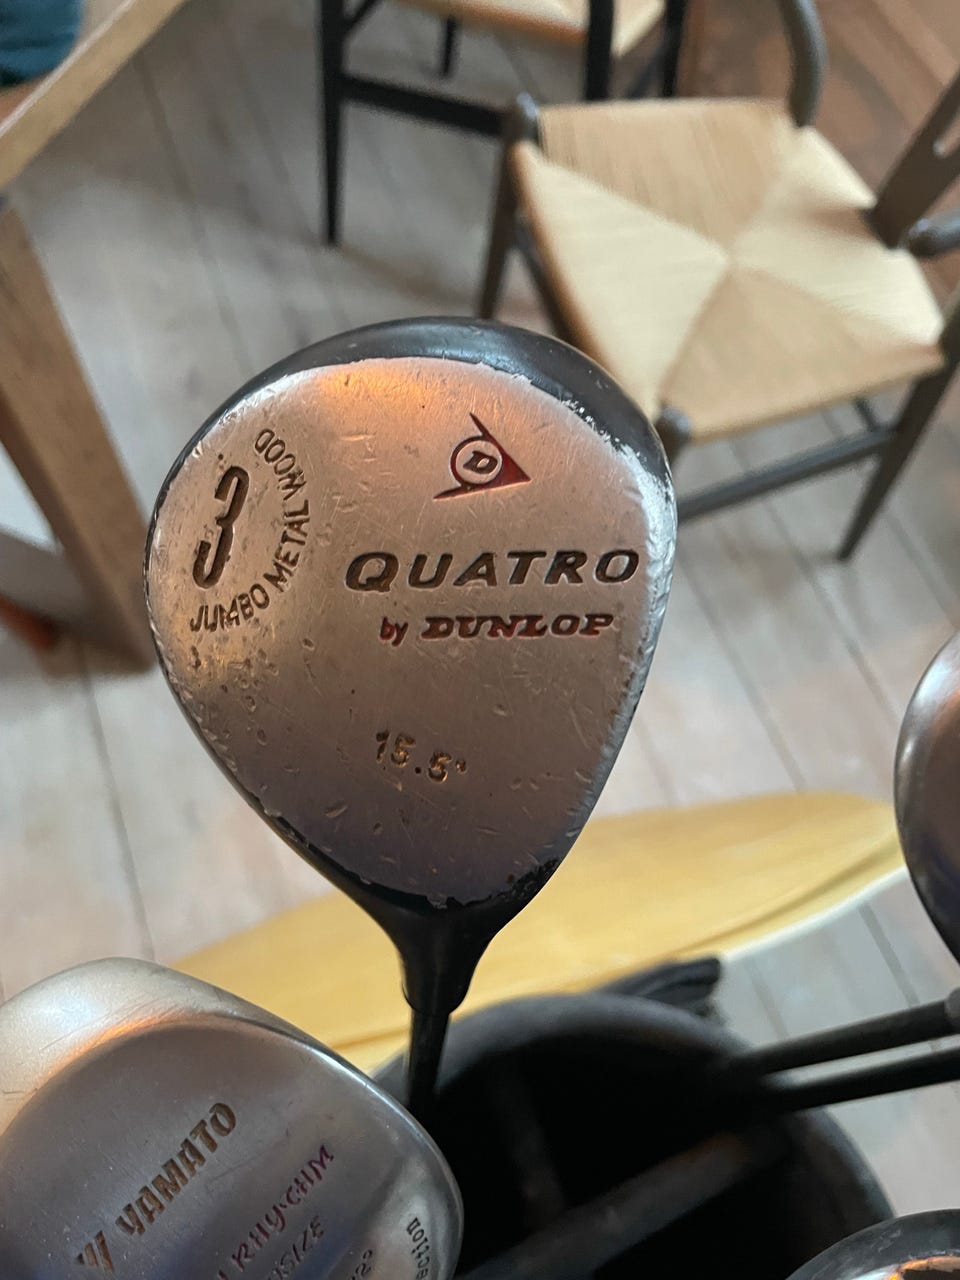 3
JUMBO METAL WOOD
D
QUATRO
by DUNLOP
15.5°
YAMATO